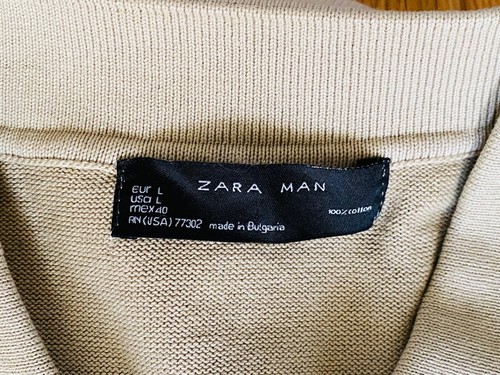 ZARA MAN
EUR L
USA L
MEX 40
RN (USA) 77302 made in Bulgaria
100% cotton